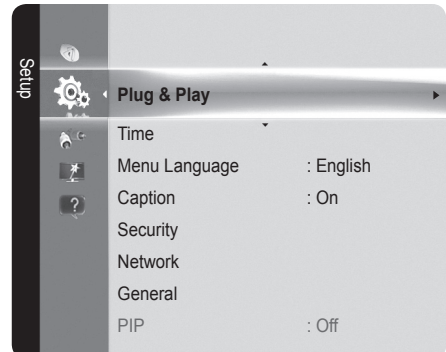 Setup
Plug & Play
Time
Menu Language : English
Caption : On
Security
Network
General
PIP : Off